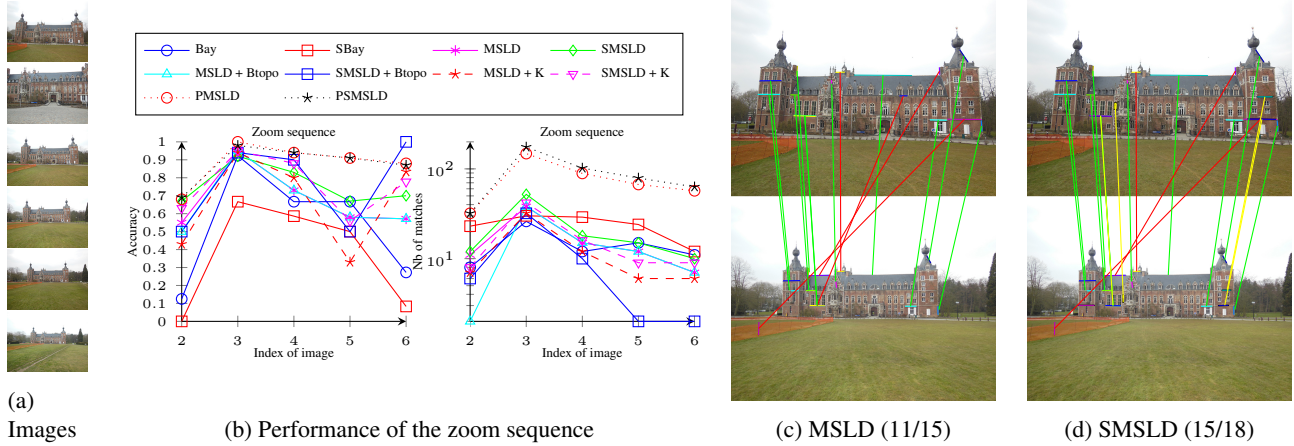 Bay SBay MSLD SMSLD
MSLD + Btopo SMSLD + Btopo MSLD + K SMSLD + K
PMSLD PSMSLD
Zoom sequence
1
0.9
0.8
0.7
0.6
0.5
0.4
0.3
0.2
0.1
0
Accuracy
2 3 4 5 6
Index of image
Zoom sequence
10²
10¹
Nb of matches
2 3 4 5 6
Index of image
(a)
Images
(b) Performance of the zoom sequence
(c) MSLD (11/15)
(d) SMSLD (15/18)